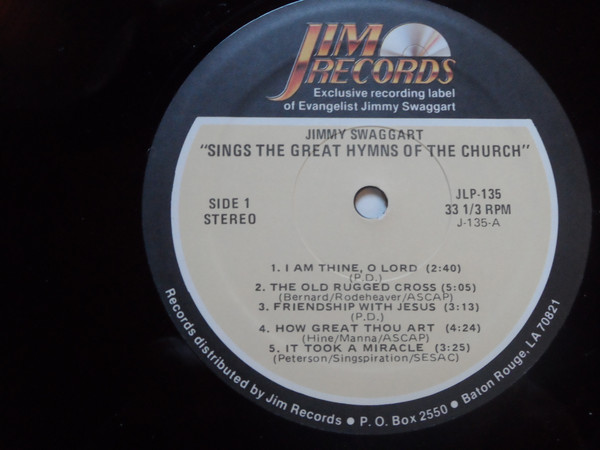 JIM
RECORDS
Exclusive recording label
of Evangelist Jimmy Swaggart
JIMMY SWAGGART
"SINGS THE GREAT HYMNS OF THE CHURCH"
SIDE 1
STEREO
JLP-135
33 1/3 RPM
J-135-A
1. I AM THINE, O LORD (2:40)
(P.D.)
2. THE OLD RUGGED CROSS (5:05)
(Bernard/Rodeheaver/ASCAP)
3. FRIENDSHIP WITH JESUS (3:13)
(P.D.)
4. HOW GREAT THOU ART (4:24)
(Hine/Manna/ASCAP)
5. IT TOOK A MIRACLE (3:25)
(Peterson/Singspiration/SESAC)
Records distributed by Jim Records ● P. O. Box 2550 ● Baton Rouge, LA 70821